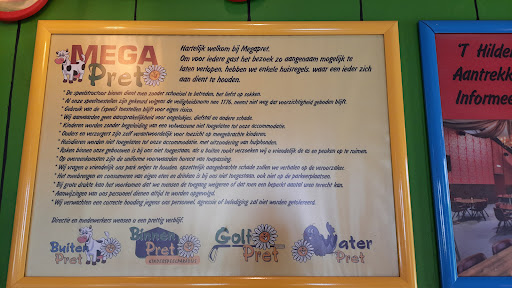 MEGA
Pret
Hartelijk welkom bij Megapret.
Om voor iedere gast het bezoek zo aangenaam mogelijk te
laten verlopen, hebben we enkele huisregels, waar een ieder zich
aan dient te houden.
* De speelstructuur binnen dient men zonder schoeisel te betreden, het liefst op sokken.
* Al onze speeltoestellen zijn gekeurd volgens de veiligheidsnorm nen 1176, neemt niet weg dat voorzichtigheid geboden blijft.
* Gebruik van de (speel) toestellen blijft voor eigen risico.
* Wij aanvaarden geen aansprakelijkheid voor ongelukjes, diefstal en andere schade.
* Kinderen worden zonder begeleiding van een volwassene niet toegelaten tot onze accommodatie.
* Ouders en verzorgers zijn zelf verantwoordelijk voor toezicht op meegebrachte kinderen.
* Huisdieren worden niet toegelaten tot onze accommodatie, met uitzondering van hulphonden.
* Roken binnen onze gebouwen is bij ons niet toegestaan, als u buiten rookt verzoeken wij u vriendelijk de as en peuken op te ruimen.
* Op overeenkomsten zijn de uniforme voorwaarden horeca van toepassing.
* Wij vragen u vriendelijk ons park netjes te houden, opzettelijk aangebrachte schade zullen we verhalen op de veroorzaker.
* Het meebrengen en consumeren van eigen eten en drinken is bij ons niet toegestaan, ook niet op de parkeerplaatsen.
* Bij grote drukte kan het voorkomen dat we mensen de toegang weigeren of dat men een beperkt aantal uren terecht kan.
* Aanwijzingen van ons personeel dienen altijd te worden opgevolgd.
* Wij verwachten een correcte houding jegens ons personeel, agressie of belediging zal niet worden getolereerd.
Directie en medewerkers wensen u een prettig verblijf.
Buiten
Pret
Binnen
Pret
Golf
Pret
Water
Pret
'T Hilde
Aantrekk
Informee